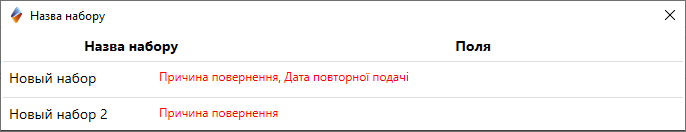 Назва набору
Назва набору Поля
Новый набор Причина повернення, Дата повторної подачі
Новый набор 2 Причина повернення